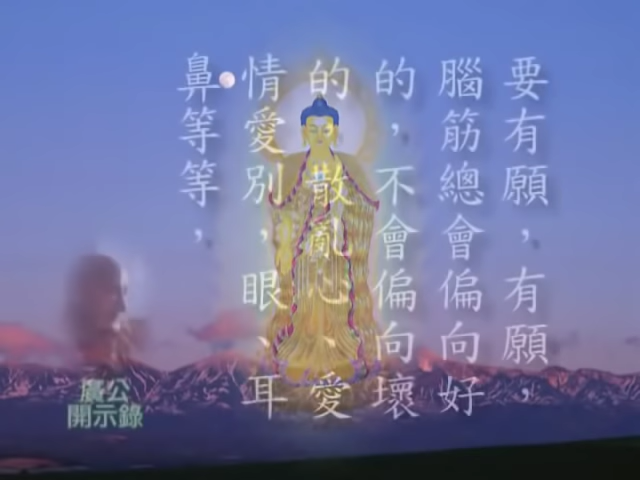 要有願，有願，
腦筋總會偏向好
的，不會偏向壞
的，散亂心、愛
情愛別，眼、耳
鼻等等，
廣公
開示錄